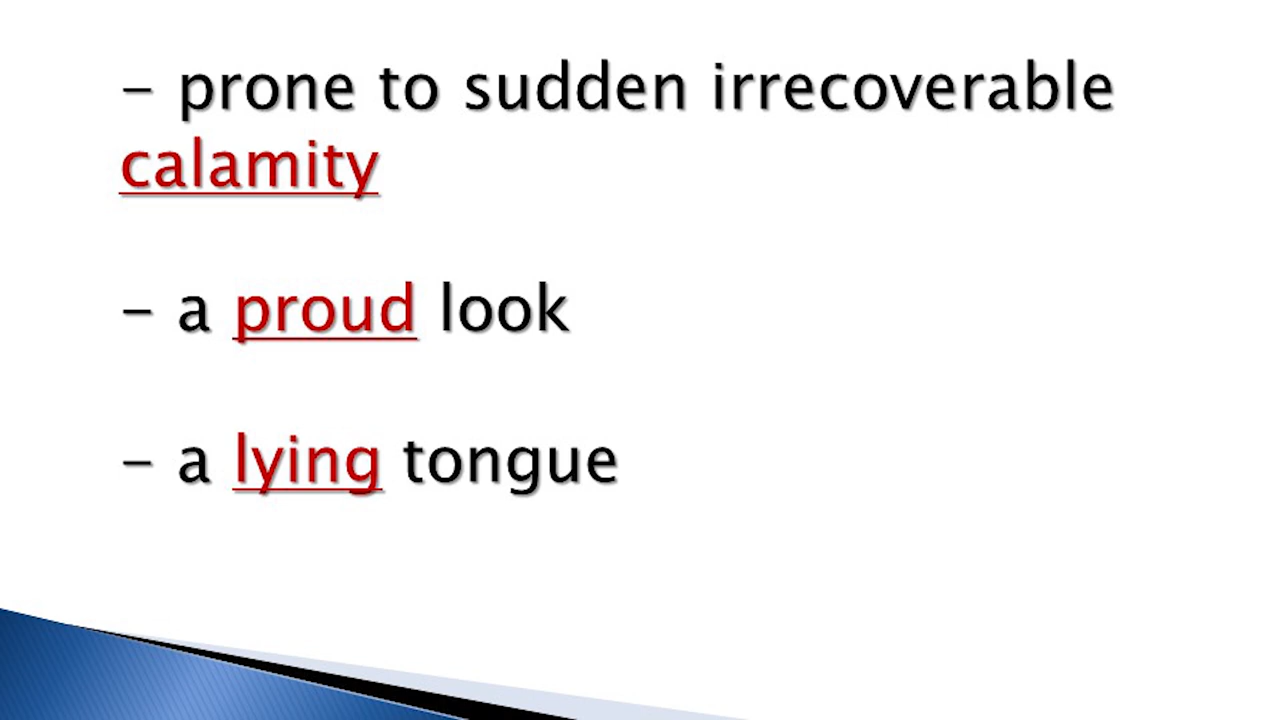 - prone to sudden irrecoverable
calamity
- a proud look
- a lying tongue